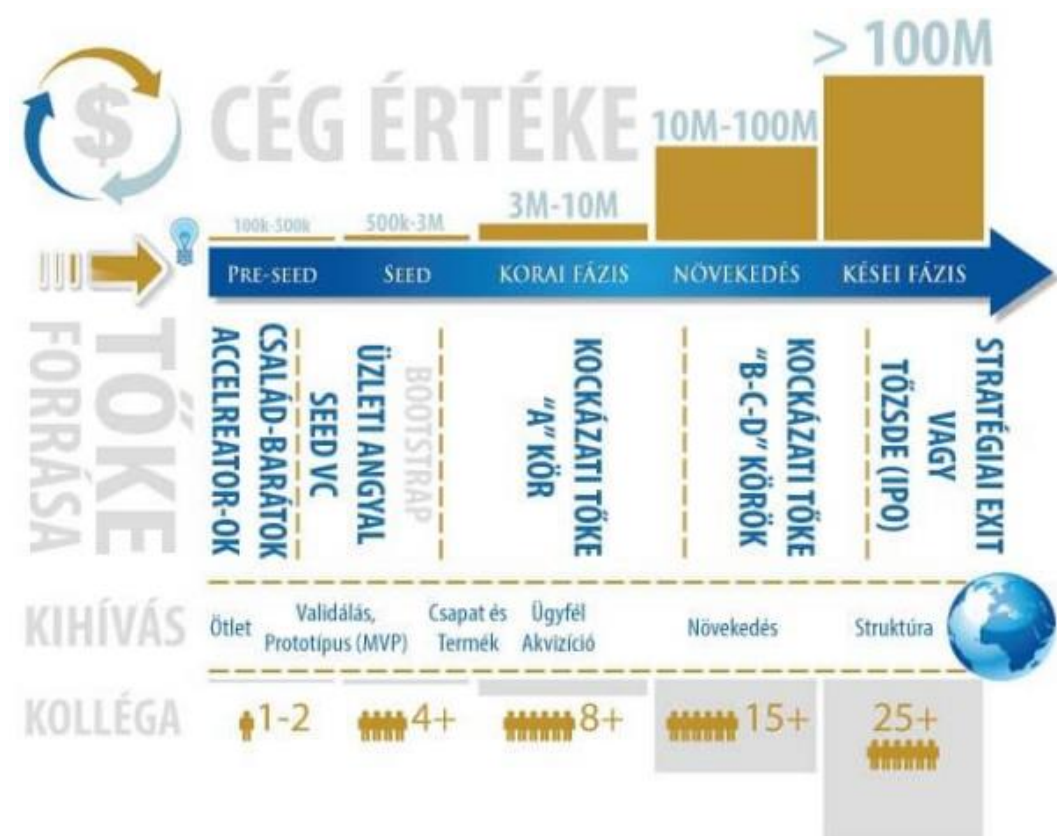 $
CÉG ÉRTÉKE
100k-500k
500k-3M
3M-10M
10M-100M
> 100M
PRE-SEED
SEED
KORAI FÁZIS
NÖVEKEDÉS
KÉSEI FÁZIS
TŐKE
FORRÁSA
CSALÁD-BARÁTOK
ACCELREATOR-OK
ÜZLETI ANGYAL
SEED VC
BOOTSTRAP
KOCKÁZATI TŐKE
"A" KÖR
KOCKÁZATI TŐKE
"B-C-D" KÖRÖK
STRATÉGIAI EXIT
VAGY
TŐZSDE (IPO)
KIHÍVÁS
Ötlet
Validálás,
Prototípus (MVP)
Csapat és
Termék
Ügyfél
Akvizíció
Növekedés
Struktúra
KOLLÉGA
1-2
4+
8+
15+
25+